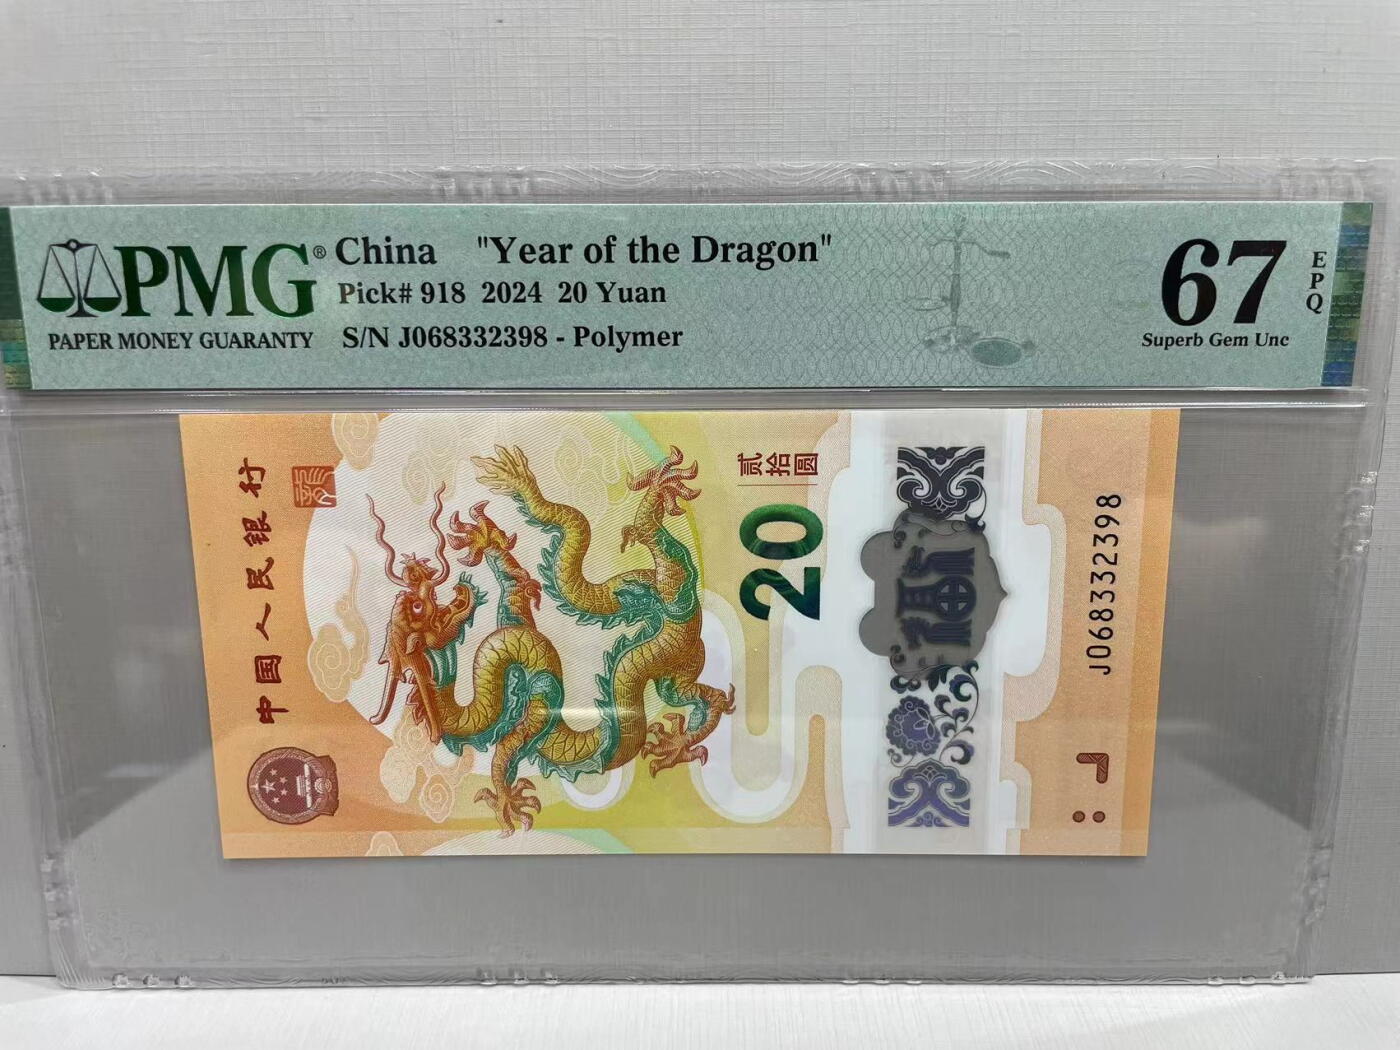 PMG® China "Year of the Dragon"
Pick# 918 2024 20 Yuan
PAPER MONEY GUARANTY S/N J068332398 - Polymer
67 EPQ
Superb Gem Unc
中国人民银行
贰拾圆
20
J068332398